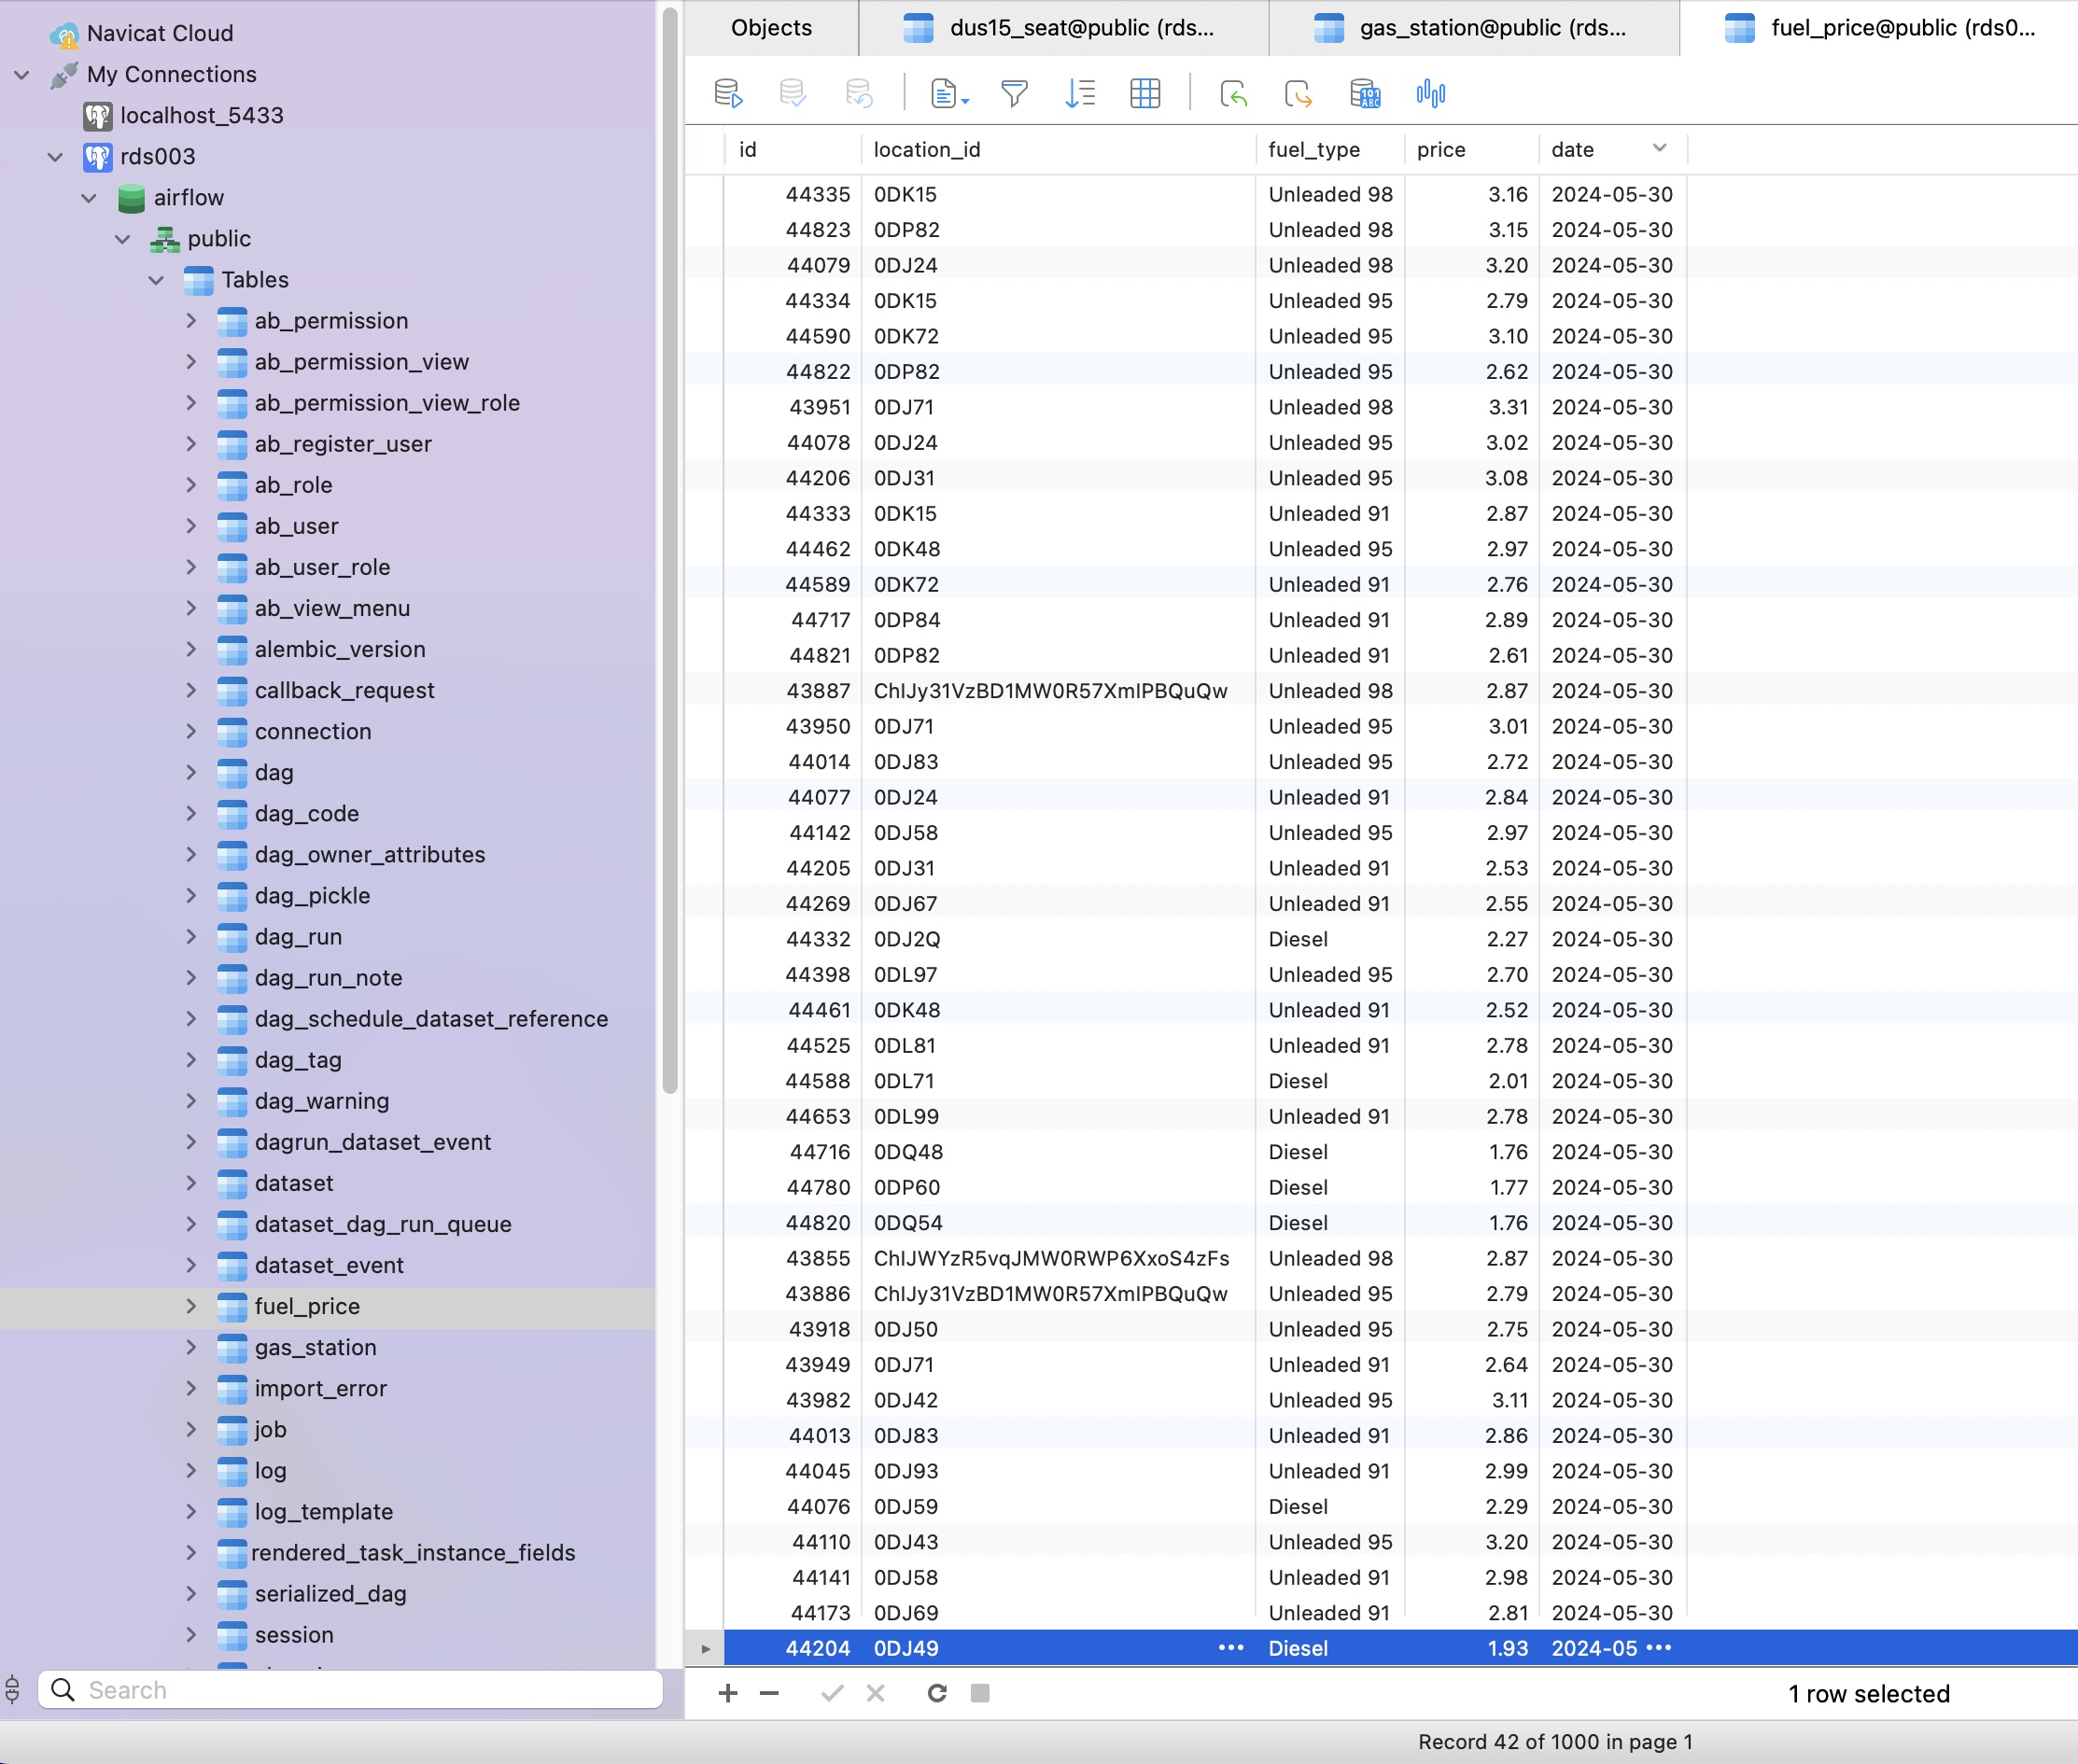 Navicat Cloud
My Connections
localhost_5433
rds003
airflow
public
Tables
ab_permission
ab_permission_view
ab_permission_view_role
ab_register_user
ab_role
ab_user
ab_user_role
ab_view_menu
alembic_version
callback_request
connection
dag
dag_code
dag_owner_attributes
dag_pickle
dag_run
dag_run_note
dag_schedule_dataset_reference
dag_tag
dag_warning
dagrun_dataset_event
dataset
dataset_dag_run_queue
dataset_event
fuel_price
gas_station
import_error
job
log
log_template
rendered_task_instance_fields
serialized_dag
session
Search
Objects dus15_seat@public (rds... gas_station@public (rds... fuel_price@public (rds0...
id location_id fuel_type price date
44335 0DK15 Unleaded 98 3.16 2024-05-30
44823 0DP82 Unleaded 98 3.15 2024-05-30
44079 0DJ24 Unleaded 98 3.20 2024-05-30
44334 0DK15 Unleaded 95 2.79 2024-05-30
44590 0DK72 Unleaded 95 3.10 2024-05-30
44822 0DP82 Unleaded 95 2.62 2024-05-30
43951 0DJ71 Unleaded 98 3.31 2024-05-30
44078 0DJ24 Unleaded 95 3.02 2024-05-30
44206 0DJ31 Unleaded 95 3.08 2024-05-30
44333 0DK15 Unleaded 91 2.87 2024-05-30
44462 0DK48 Unleaded 95 2.97 2024-05-30
44589 0DK72 Unleaded 91 2.76 2024-05-30
44717 0DP84 Unleaded 91 2.89 2024-05-30
44821 0DP82 Unleaded 91 2.61 2024-05-30
43887 ChIJy31VzBD1MW0R57XmlPBQuQw Unleaded 98 2.87 2024-05-30
43950 0DJ71 Unleaded 95 3.01 2024-05-30
44014 0DJ83 Unleaded 95 2.72 2024-05-30
44077 0DJ24 Unleaded 91 2.84 2024-05-30
44142 0DJ58 Unleaded 95 2.97 2024-05-30
44205 0DJ31 Unleaded 91 2.53 2024-05-30
44269 0DJ67 Unleaded 91 2.55 2024-05-30
44332 0DJ2Q Diesel 2.27 2024-05-30
44398 0DL97 Unleaded 95 2.70 2024-05-30
44461 0DK48 Unleaded 91 2.52 2024-05-30
44525 0DL81 Unleaded 91 2.78 2024-05-30
44588 0DL71 Diesel 2.01 2024-05-30
44653 0DL99 Unleaded 91 2.78 2024-05-30
44716 0DQ48 Diesel 1.76 2024-05-30
44780 0DP60 Diesel 1.77 2024-05-30
44820 0DQ54 Diesel 1.76 2024-05-30
43855 ChIJWYzR5vqJMW0RWP6XxoS4zFs Unleaded 98 2.87 2024-05-30
43886 ChIJy31VzBD1MW0R57XmlPBQuQw Unleaded 95 2.79 2024-05-30
43918 0DJ50 Unleaded 95 2.75 2024-05-30
43949 0DJ71 Unleaded 91 2.64 2024-05-30
43982 0DJ42 Unleaded 95 3.11 2024-05-30
44013 0DJ83 Unleaded 91 2.86 2024-05-30
44045 0DJ93 Unleaded 91 2.99 2024-05-30
44076 0DJ59 Diesel 2.29 2024-05-30
44110 0DJ43 Unleaded 95 3.20 2024-05-30
44141 0DJ58 Unleaded 91 2.98 2024-05-30
44173 0DJ69 Unleaded 91 2.81 2024-05-30
44204 0DJ49 ••• Diesel 1.93 2024-05 •••
1 row selected
Record 42 of 1000 in page 1